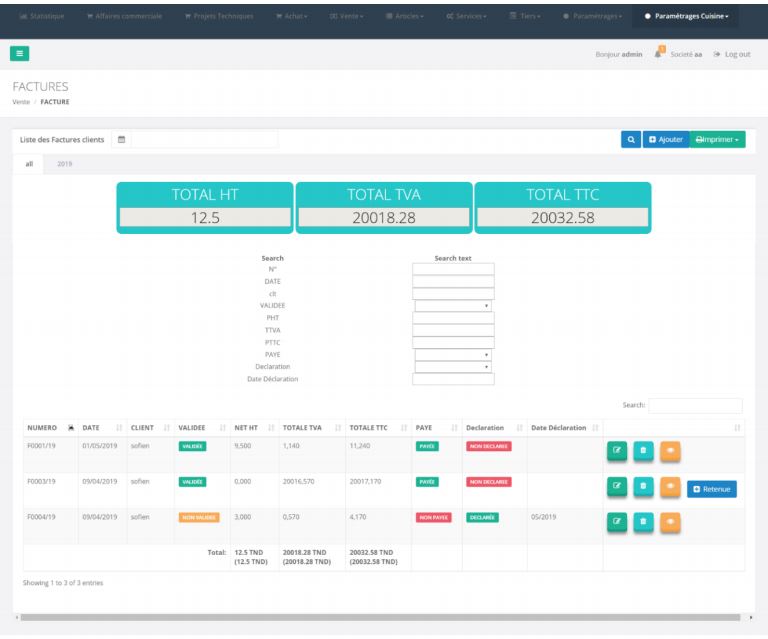 Statistique Affaires commerciale Projets Techniques Achat Vente Articles Services Tiers Paramétrages Paramétrages Cuisine
Bonjour admin 1 Societé aa Log out
FACTURES
Vente / FACTURE
Liste des Factures clients Ajouter Imprimer
all 2019
TOTAL HT TOTAL TVA TOTAL TTC
12.5 20018.28 20032.58
Search Search text
N°
DATE
clt
VALIDEE
PHT
TTVA
PTTC
PAYE
Declaration
Date Déclaration
Search:
NUMERO DATE CLIENT VALIDEE NET HT TOTALE TVA TOTALE TTC PAYE Declaration Date Déclaration
F0001/19 01/05/2019 sofien VALIDÉE 9,500 1,140 11,240 PAYÉE NON DECLAREE
F0003/19 09/04/2019 sofien VALIDÉE 0,000 20016,570 20017,170 PAYÉE NON DECLAREE Retenue
F0004/19 09/04/2019 sofien NON VALIDEE 3,000 0,570 4,170 NON PAYEE DECLARÉE 05/2019
Total: 12.5 TND 20018.28 TND 20032.58 TND
(12.5 TND) (20018.28 TND) (20032.58 TND)
Showing 1 to 3 of 3 entries